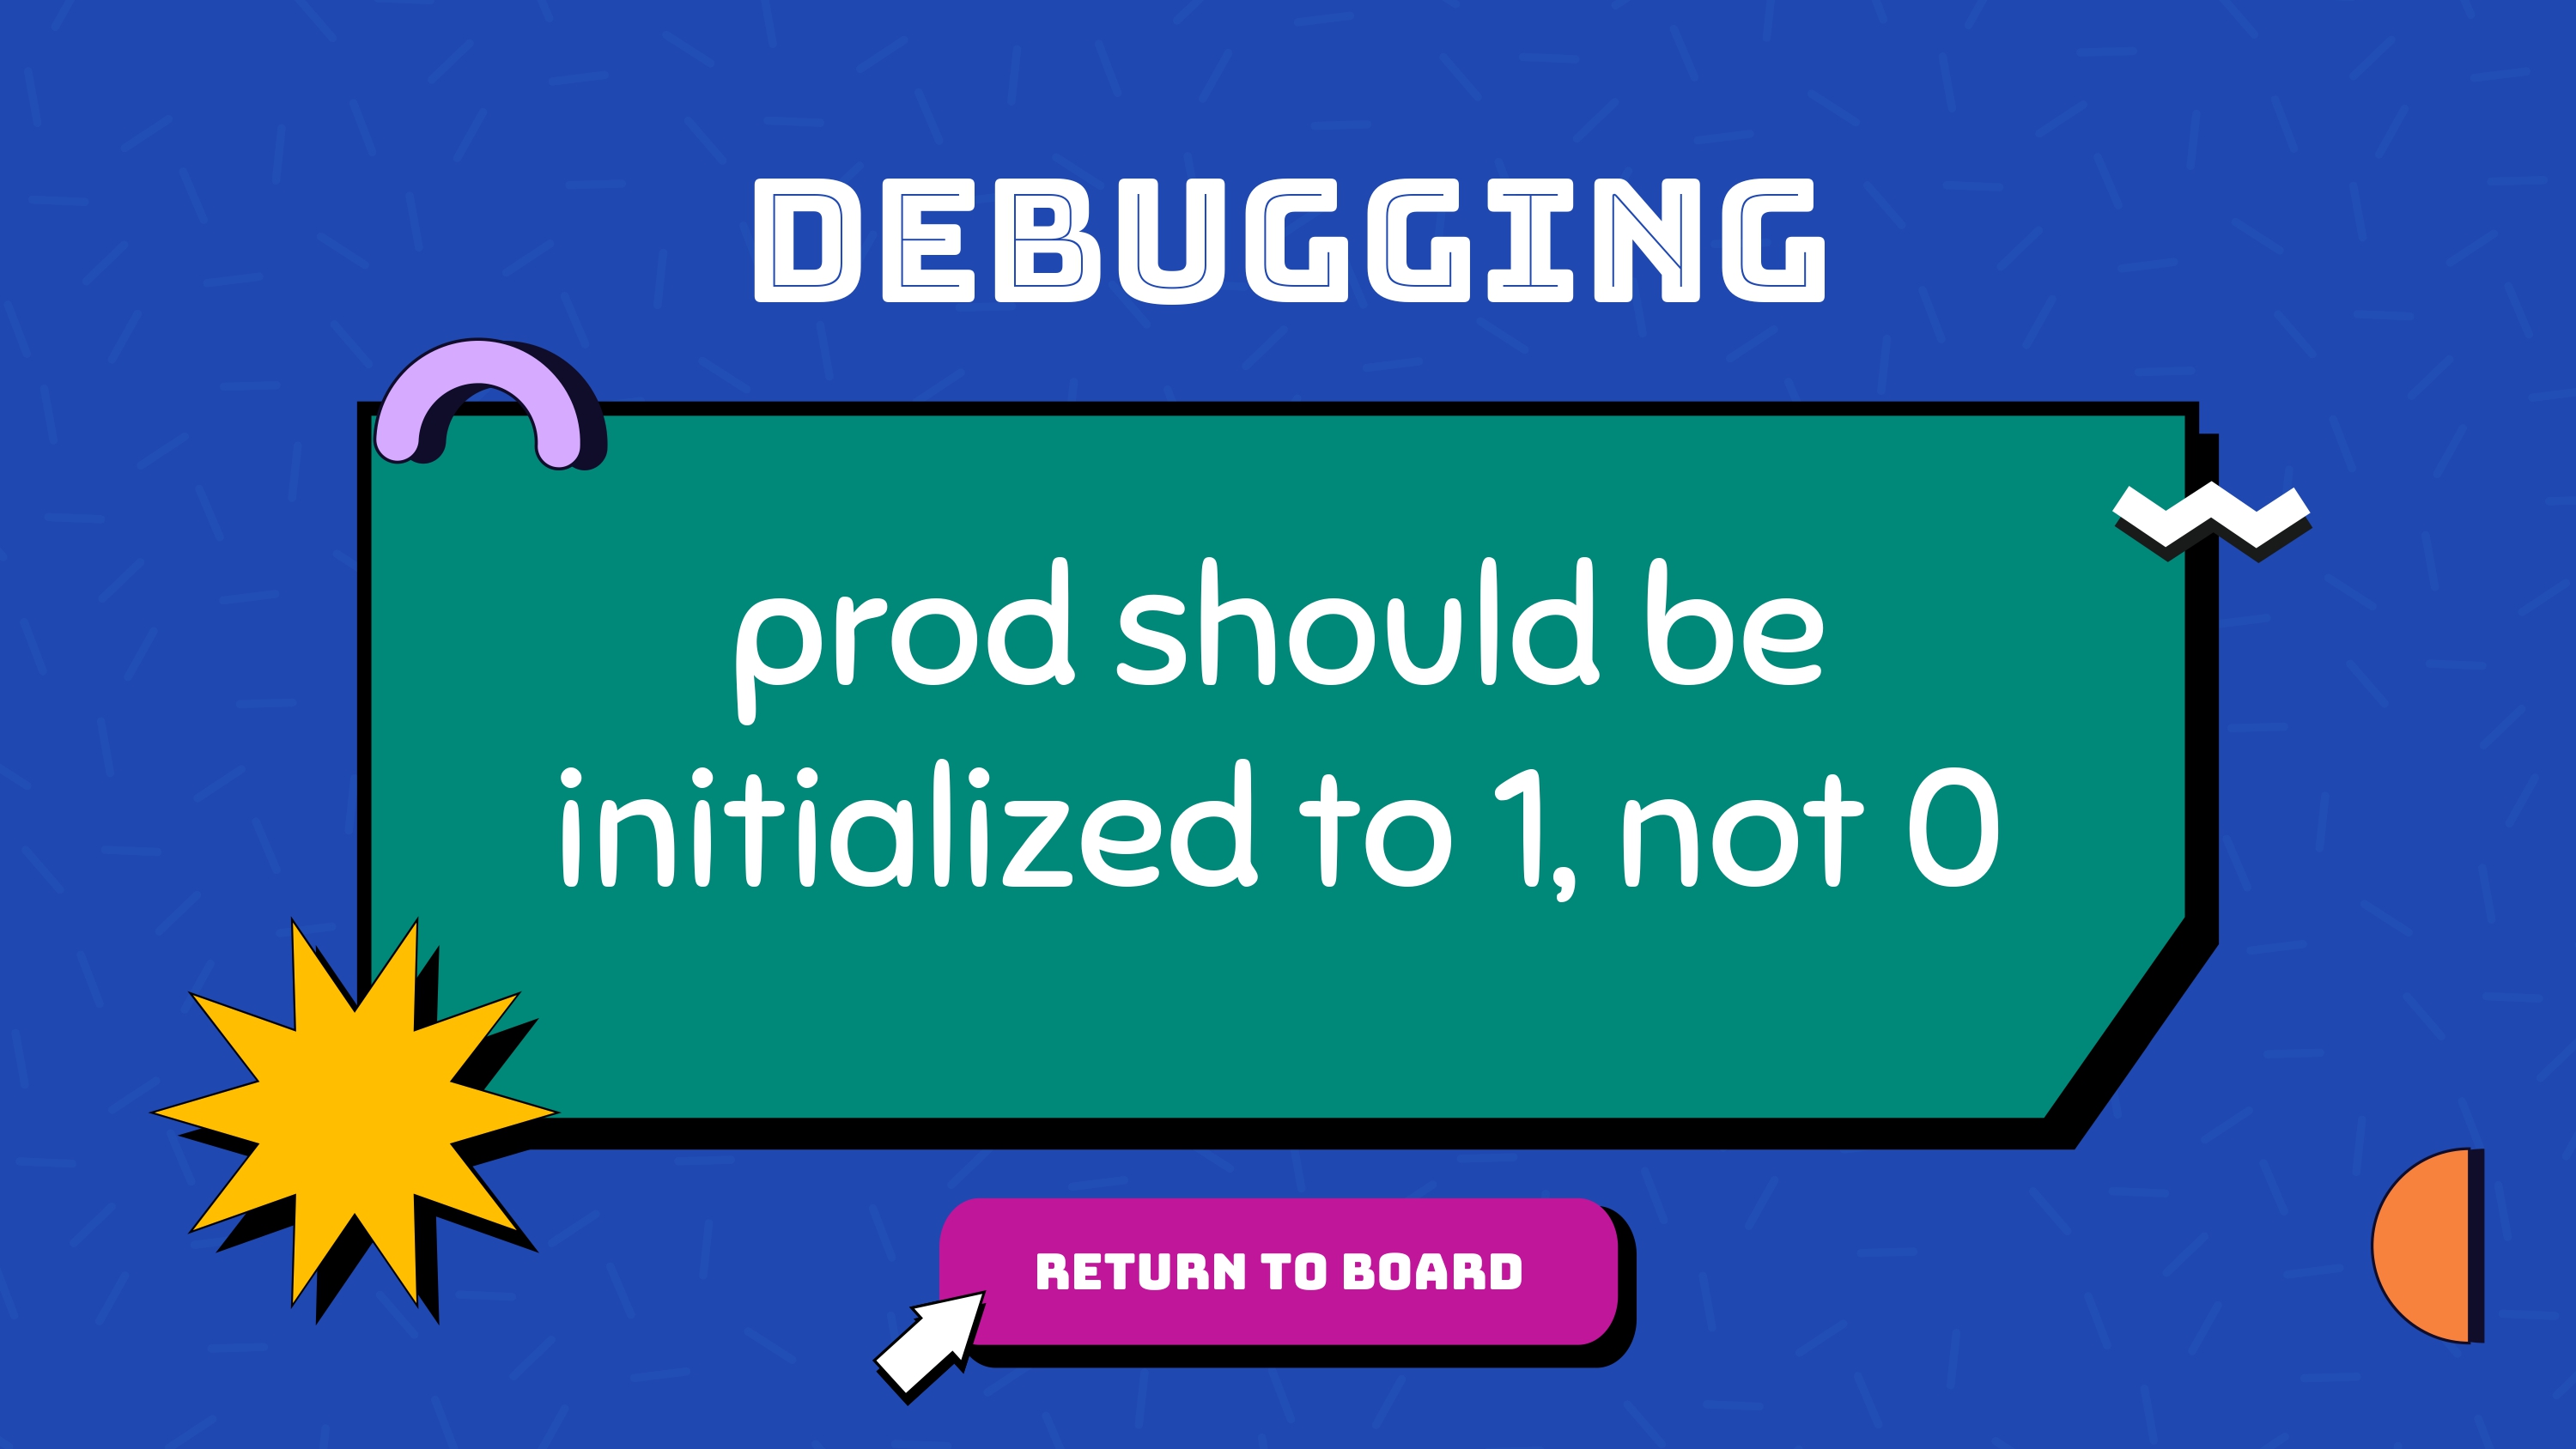 DEBUGGING
prod should be
initialized to 1, not 0
RETURN TO BOARD